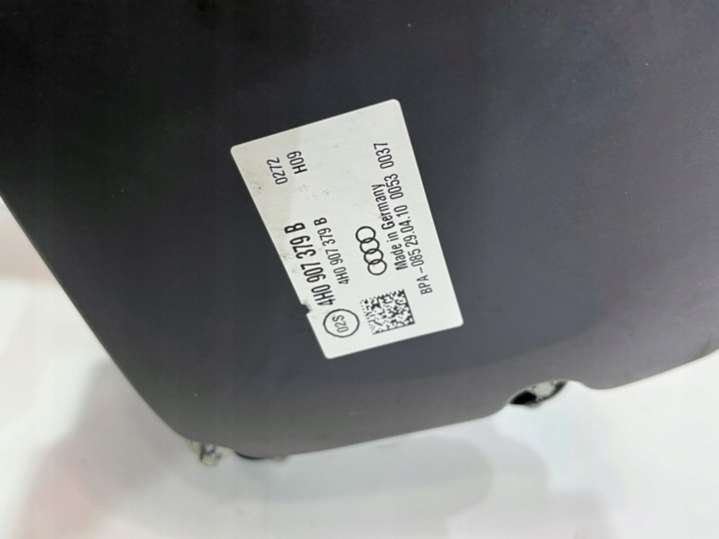 02S 4H0 907 379 B 0272
4H0 907 379 B H09
Made in Germany
BPA-085 29.04.10 0053 0037